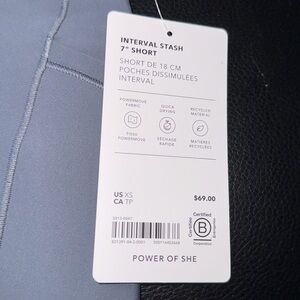 INTERVAL STASH
7" SHORT
SHORT DE 18 CM
POCHES DISSIMULÉES
INTERVAL
POWERMOVE
FABRIC
QUICK
DRYING
RECYCLED
MATERIAL
TISSU
POWERMOVE
SÉCHAGE
RAPIDE
MATIÈRES
RECYCLÉES
US XS
CA TP
$69.00
Certified
B
Corporation
POWER OF SHE